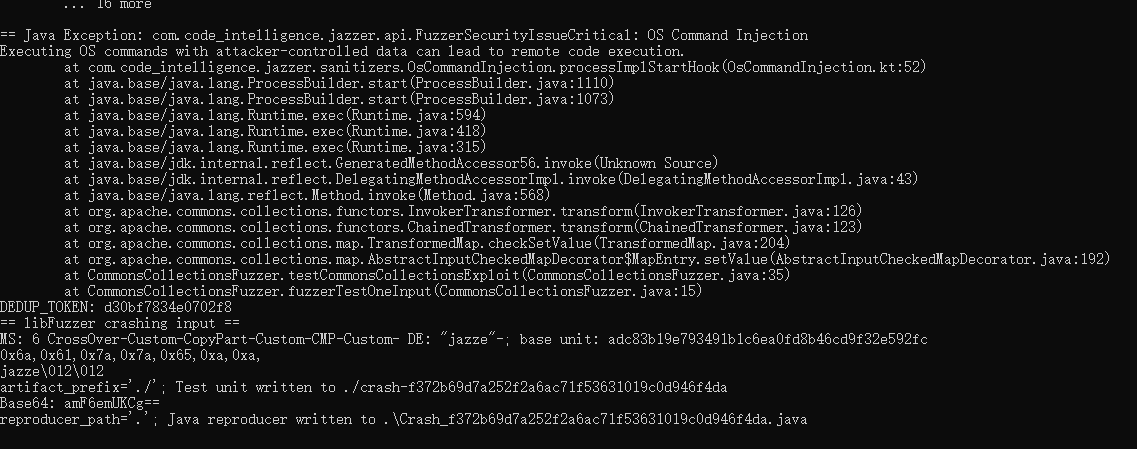 ... 16 more
== Java Exception: com.code_intelligence.jazzer.api.FuzzerSecurityIssueCritical: OS Command Injection
Executing OS commands with attacker-controlled data can lead to remote code execution.
at com.code_intelligence.jazzer.sanitizers.OsCommandInjection.processImplStartHook(OsCommandInjection.kt:52)
at java.base/java.lang.ProcessBuilder.start(ProcessBuilder.java:1110)
at java.base/java.lang.ProcessBuilder.start(ProcessBuilder.java:1073)
at java.base/java.lang.Runtime.exec(Runtime.java:594)
at java.base/java.lang.Runtime.exec(Runtime.java:418)
at java.base/java.lang.Runtime.exec(Runtime.java:315)
at java.base/jdk.internal.reflect.GeneratedMethodAccessor56.invoke(Unknown Source)
at java.base/jdk.internal.reflect.DelegatingMethodAccessorImpl.invoke(DelegatingMethodAccessorImpl.java:43)
at java.base/java.lang.reflect.Method.invoke(Method.java:568)
at org.apache.commons.collections.functors.InvokerTransformer.transform(InvokerTransformer.java:126)
at org.apache.commons.collections.functors.ChainedTransformer.transform(ChainedTransformer.java:123)
at org.apache.commons.collections.map.TransformedMap.checkSetValue(TransformedMap.java:204)
at org.apache.commons.collections.map.AbstractInputCheckedMapDecorator$MapEntry.setValue(AbstractInputCheckedMapDecorator.java:192)
at CommonsCollectionsFuzzer.testCommonsCollectionsExploit(CommonsCollectionsFuzzer.java:35)
at CommonsCollectionsFuzzer.fuzzerTestOneInput(CommonsCollectionsFuzzer.java:15)
DEDUP_TOKEN: d30bf7834e0702f8
== libFuzzer crashing input ==
MS: 6 CrossOver-Custom-CopyPart-Custom-CMP-Custom- DE: "jazze"-; base unit: adc83b19e793491b1c6ea0fd8b46cd9f32e592fc
0x6a,0x61,0x7a,0x7a,0x65,0xa,0xa,
jazze\012\012
artifact_prefix='./'; Test unit written to ./crash-f372b69d7a252f2a6ac71f53631019c0d946f4da
Base64: amF6emUKCg==
reproducer_path='.'; Java reproducer written to .\Crash_f372b69d7a252f2a6ac71f53631019c0d946f4da.java